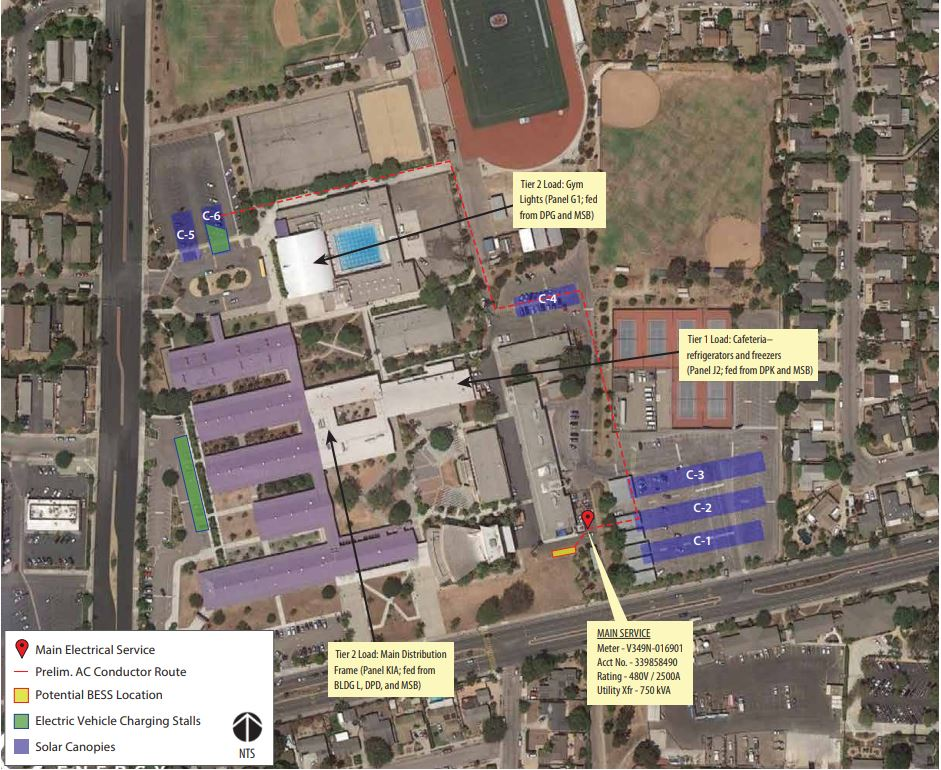 Tier 2 Load: Gym
Lights (Panel G1; fed
from DPG and MSB)
C-6
C-5
C-4
Tier 1 Load: Cafeteria–
refrigerators and freezers
(Panel J2; fed from DPK and MSB)
C-3
C-2
C-1
Tier 2 Load: Main Distribution
Frame (Panel KIA; fed from
BLDG L, DPD, and MSB)
MAIN SERVICE
Meter - V349N-016901
Acct No. - 339858490
Rating - 480V / 2500A
Utility Xfr - 750 kVA
Main Electrical Service
Prelim. AC Conductor Route
Potential BESS Location
Electric Vehicle Charging Stalls
Solar Canopies
NTS
ENERGY